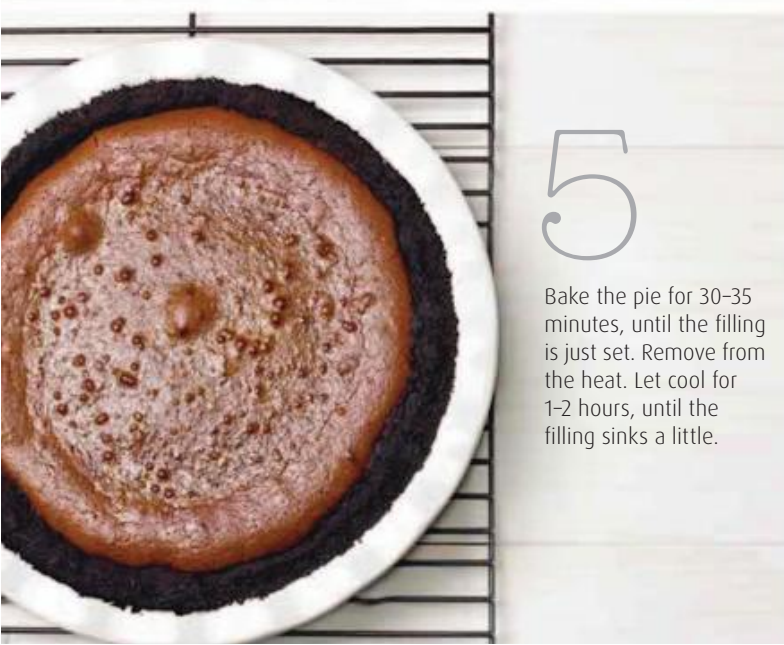 5
Bake the pie for 30–35
minutes, until the filling
is just set. Remove from
the heat. Let cool for
1–2 hours, until the
filling sinks a little.